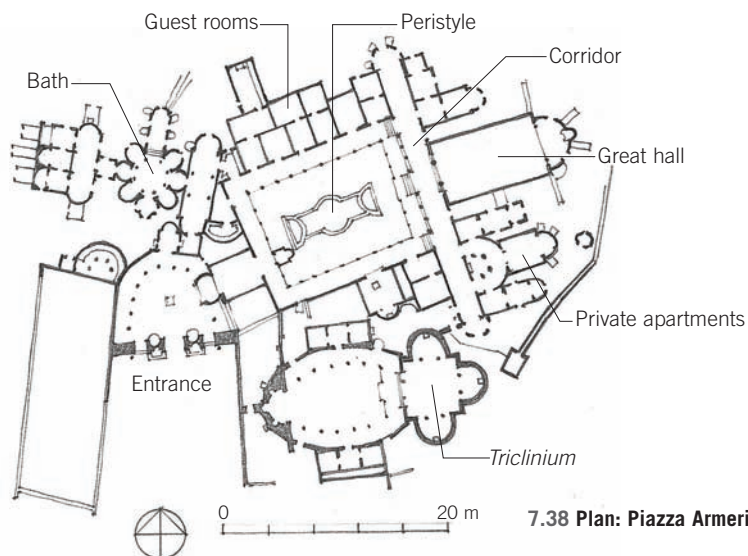 Guest rooms
Peristyle
Corridor
Bath
Great hall
Private apartments
Entrance
Triclinium
0 20 m
7.38 Plan: Piazza Armeri